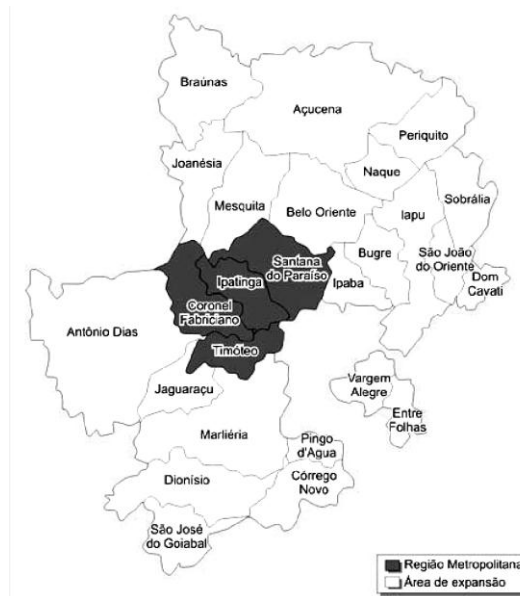 Braúnas
Açucena
Periquito
Joanésia
Naque
Mesquita
Sobrália
Belo Oriente
Iapu
Bugre
São João
do Oriente
Santana
do Paraíso
Ipatinga
Ipaba
Dom
Cavati
Coronel
Fabriciano
Antônio Dias
Timóteo
Vargem
Alegre
Jaguaraçu
Entre
Folhas
Marliéria
Pingo
d'Agua
Dionísio
Córrego
Novo
São José
do Goiabal
Região Metropolitana
Área de expansão